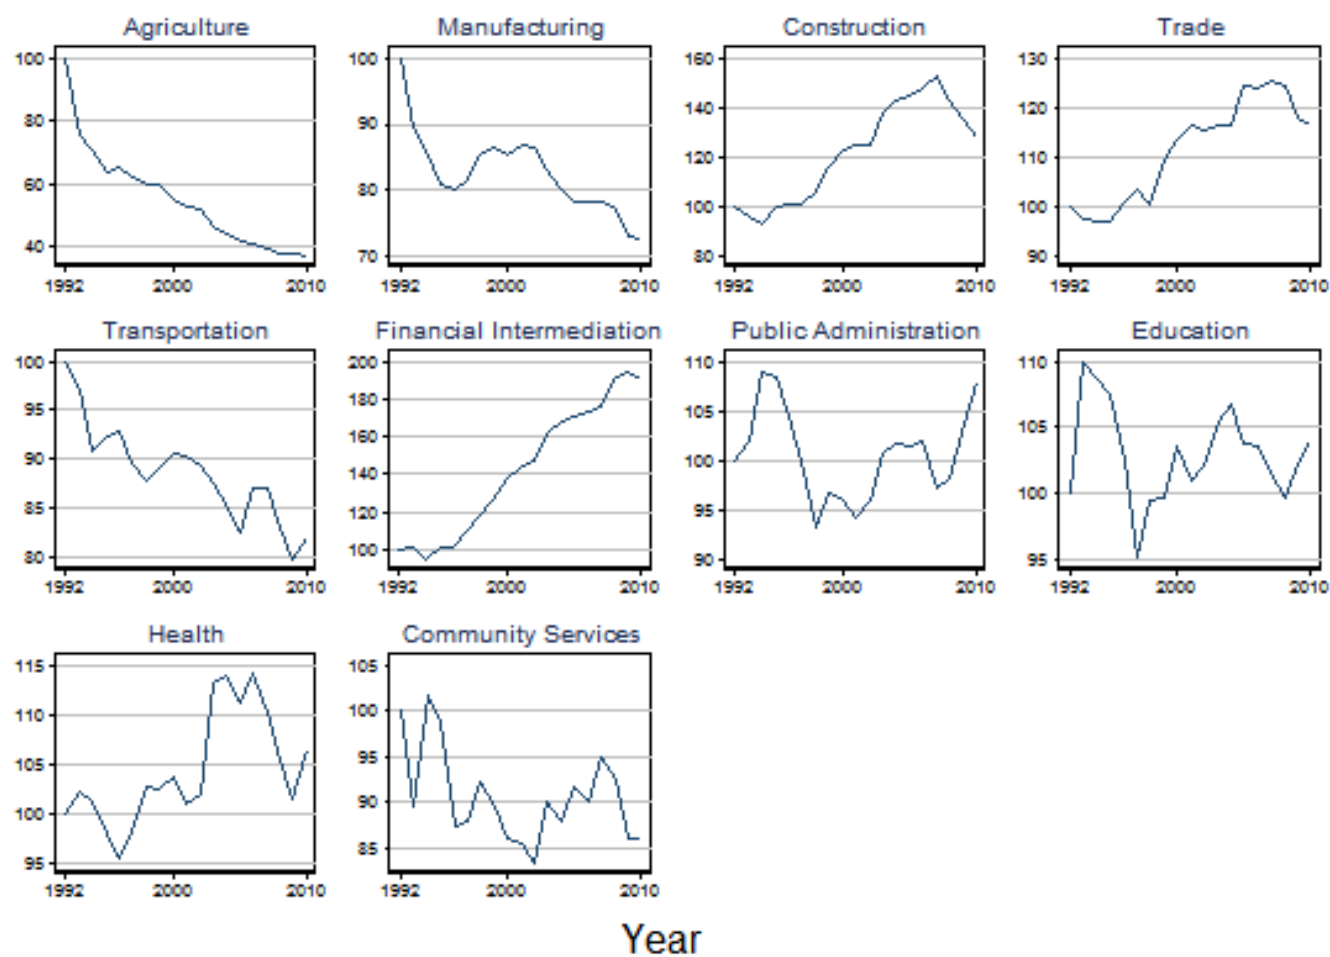 Agriculture
100
80
60
40
1992 2000 2010
Manufacturing
100
90
80
70
1992 2000 2010
Construction
160
140
120
100
80
1992 2000 2010
Trade
130
120
110
100
90
1992 2000 2010
Transportation
100
95
90
85
80
1992 2000 2010
Financial Intermediation
200
180
160
140
120
100
1992 2000 2010
Public Administration
110
105
100
95
90
1992 2000 2010
Education
110
105
100
95
1992 2000 2010
Health
115
110
105
100
95
1992 2000 2010
Community Services
105
100
95
90
85
1992 2000 2010
Year